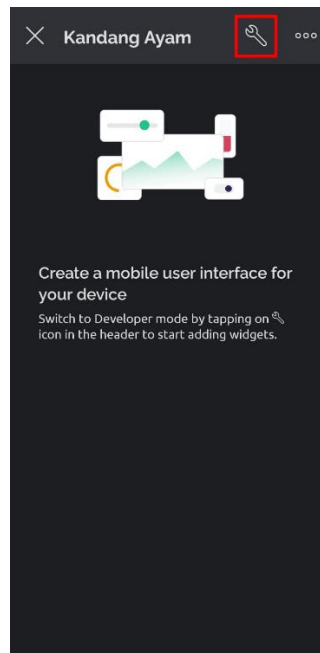 Kandang Ayam
Create a mobile user interface for
your device
Switch to Developer mode by tapping on
icon in the header to start adding widgets.